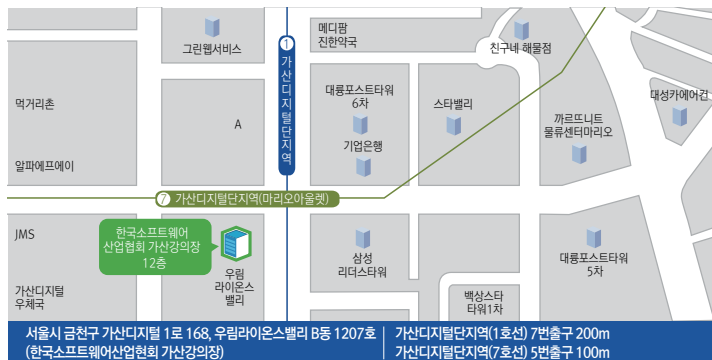 그린웹서비스
1
가산디지털단지역
메디팜
진한약국
친구네 해물점
먹거리촌
A
대륭포스트타워
6차
기업은행
스타밸리
까르뜨니트
물류센터마리오
대성카에어컨
알파에프에이
7 가산디지털단지역(마리오아울렛)
JMS
한국소프트웨어
산업협회 가산강의장
12층
우림
라이온스
밸리
삼성
리더스타워
대륭포스트타워
5차
가산디지털
우체국
백상스타
타워1차
서울시 금천구 가산디지털 1로 168, 우림라이온스밸리 B동 1207호
(한국소프트웨어산업협회 가산강의장)
가산디지털단지역(1호선) 7번출구 200m
가산디지털단지역(7호선) 5번출구 100m